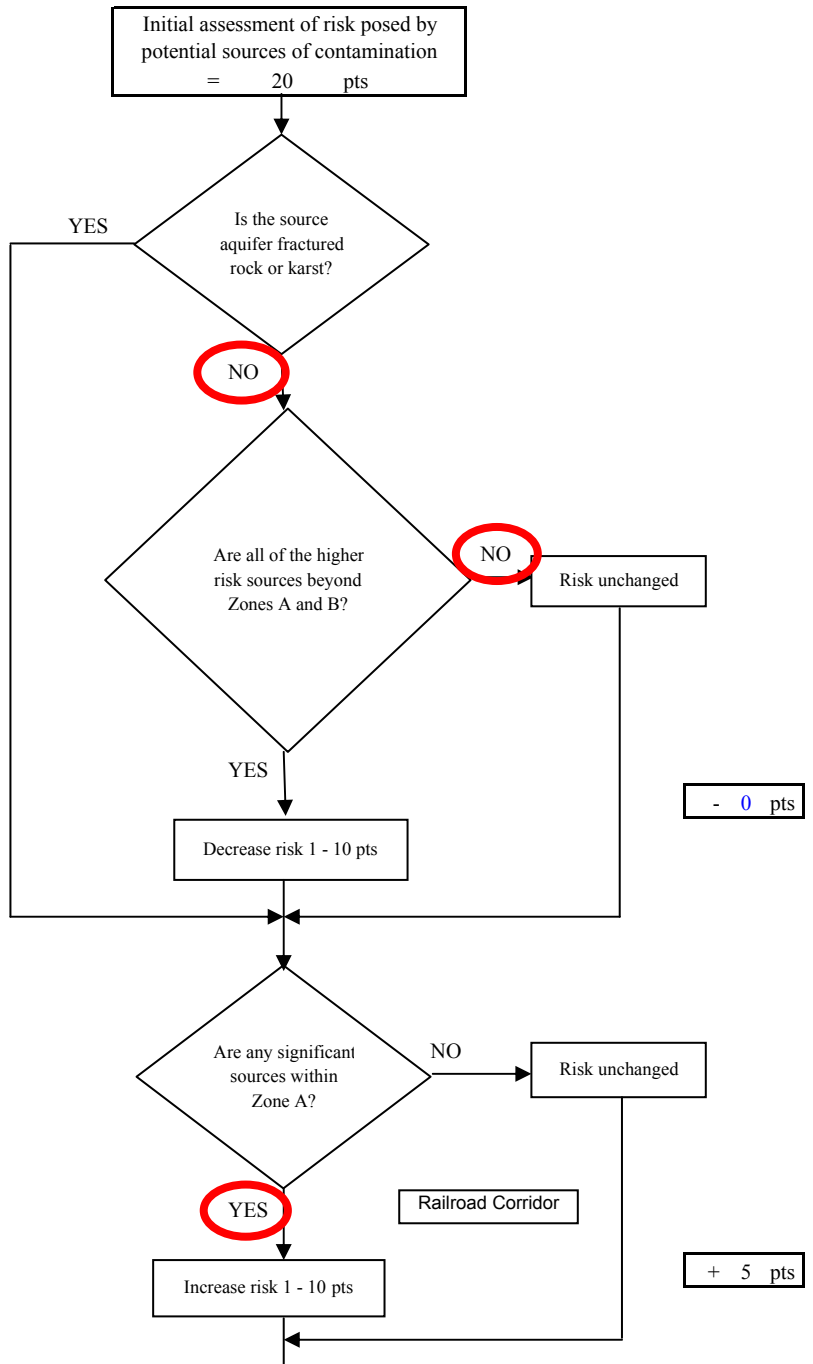 Initial assessment of risk posed by
potential sources of contamination
= 20 pts
YES
Is the source
aquifer fractured
rock or karst?
NO
Are all of the higher
risk sources beyond
Zones A and B?
NO
Risk unchanged
YES
- 0 pts
Decrease risk 1 - 10 pts
Are any significant
sources within
Zone A?
NO
Risk unchanged
YES
Railroad Corridor
+ 5 pts
Increase risk 1 - 10 pts